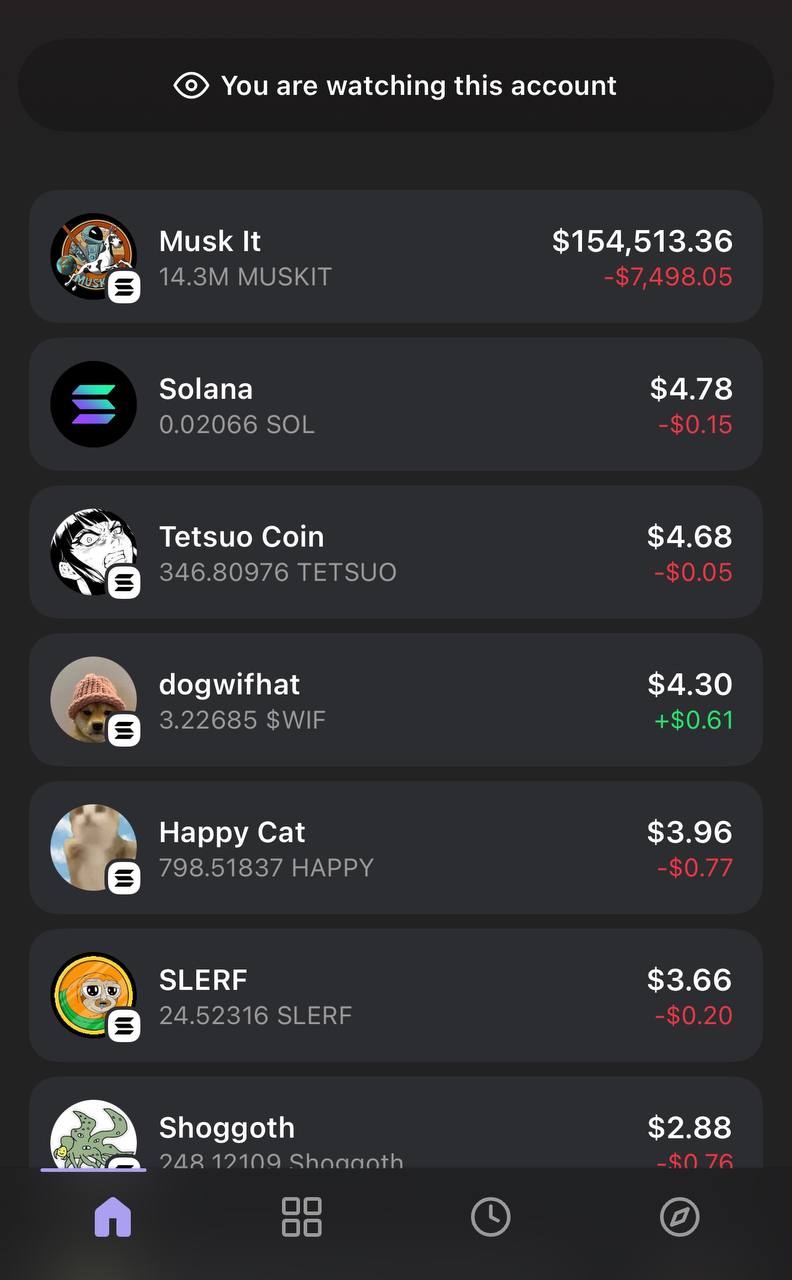 You are watching this account
Musk It
$154,513.36
14.3M MUSKIT
-$7,498.05
Solana
$4.78
0.02066 SOL
-$0.15
Tetsuo Coin
$4.68
346.80976 TETSUO
-$0.05
dogwifhat
$4.30
3.22685 $WIF
+$0.61
Happy Cat
$3.96
798.51837 HAPPY
-$0.77
SLERF
$3.66
24.52316 SLERF
-$0.20
Shoggoth
$2.88
248.12109 Shoggoth
-$0.76